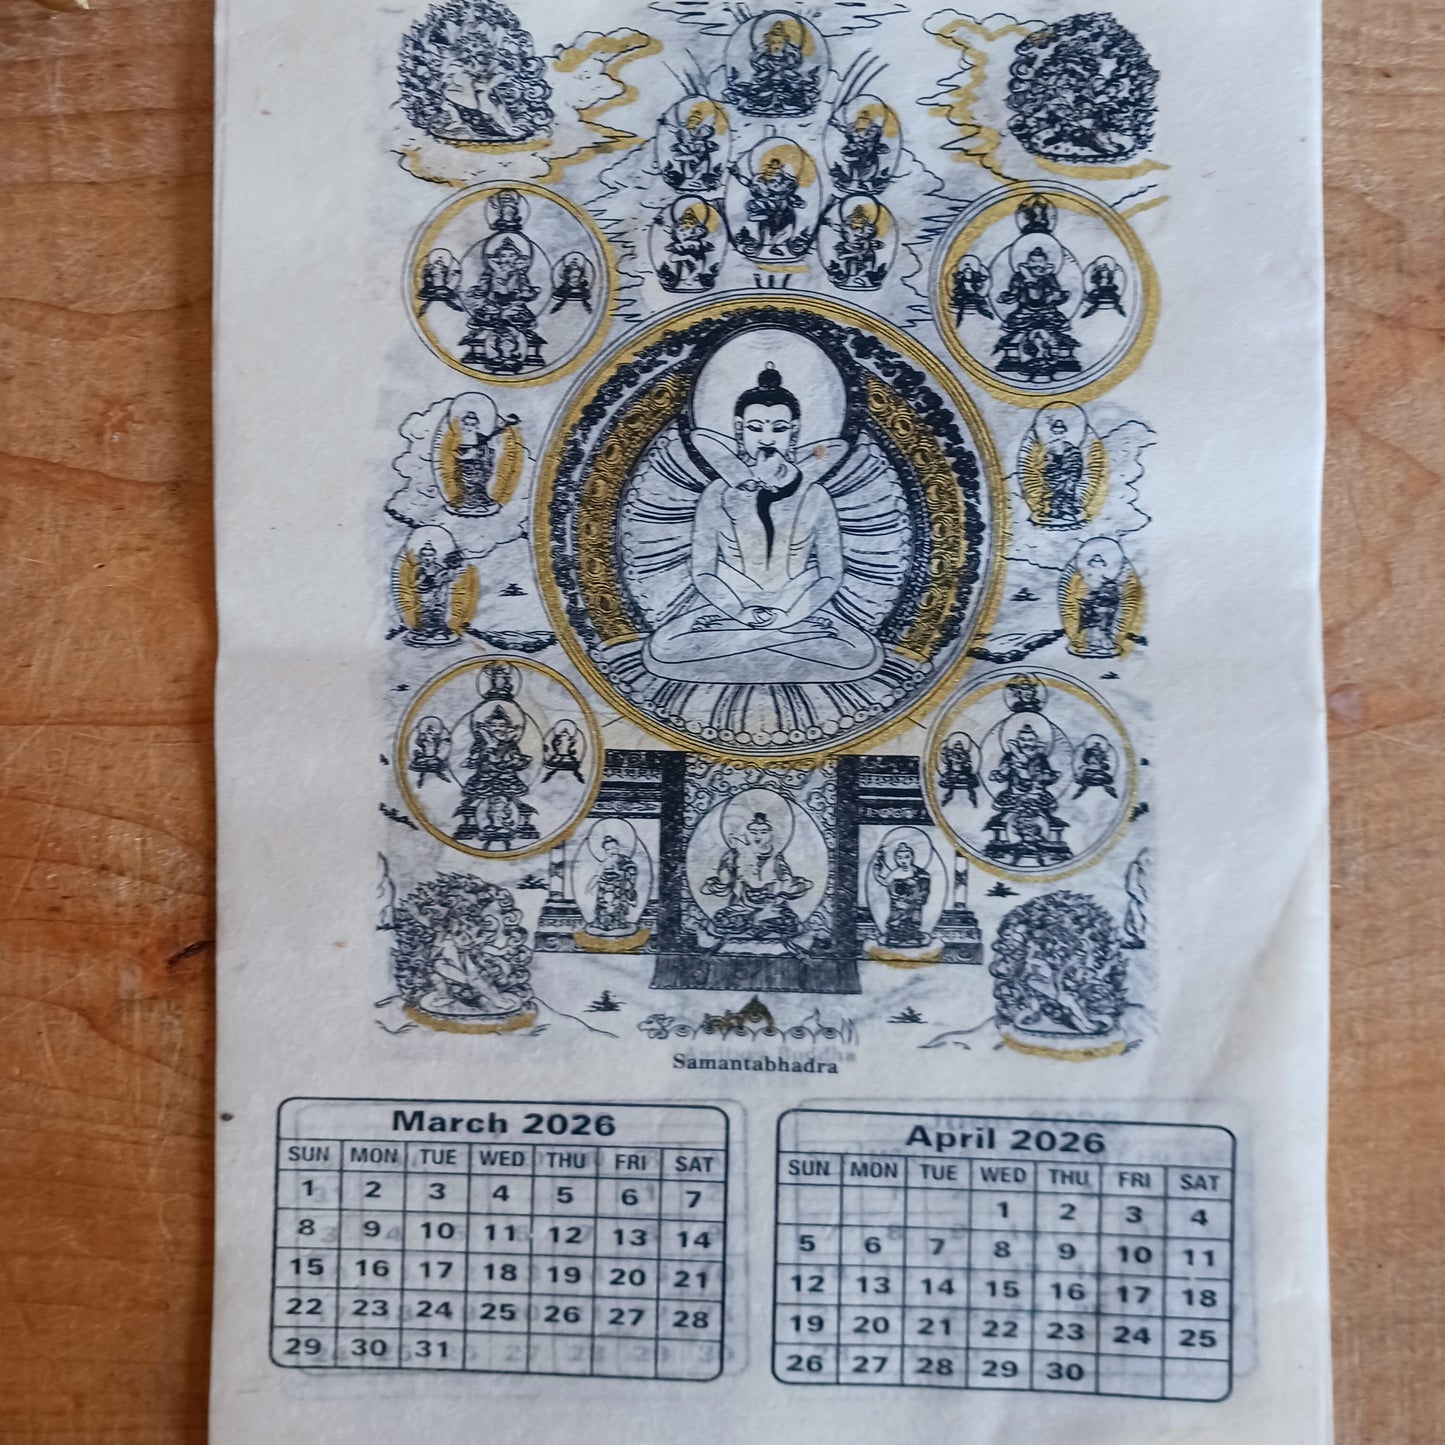 Samantabhadra
March 2026
SUN MON TUE WED THU FRI SAT
1 2 3 4 5 6 7
8 9 10 11 12 13 14
15 16 17 18 19 20 21
22 23 24 25 26 27 28
29 30 31
April 2026
SUN MON TUE WED THU FRI SAT
1 2 3 4
5 6 7 8 9 10 11
12 13 14 15 16 17 18
19 20 21 22 23 24 25
26 27 28 29 30